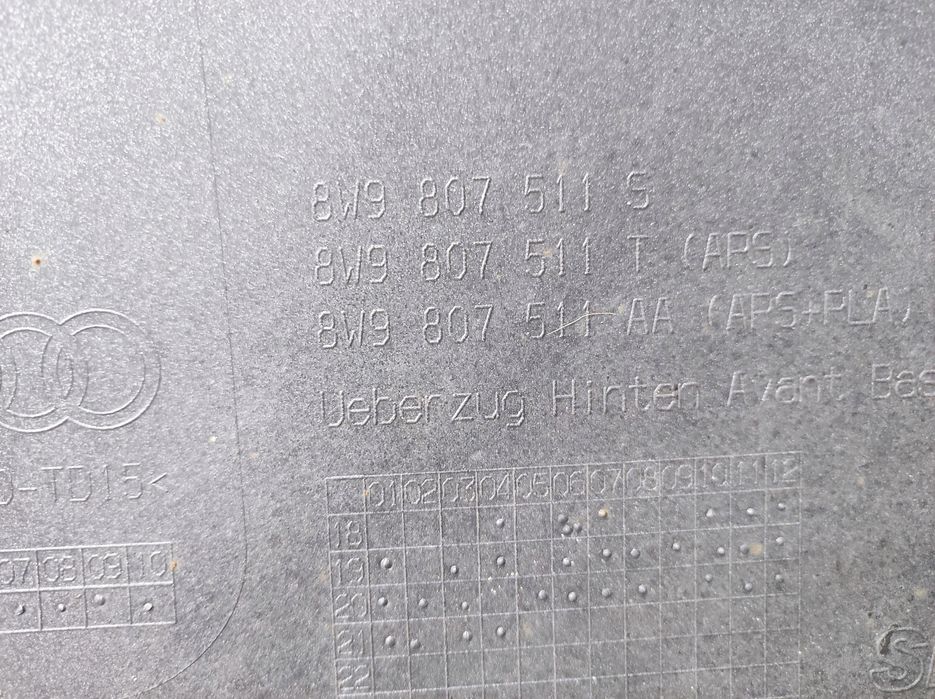 8W9 807 511 S
8W9 807 511 T (APS)
8W9 807 511 AA (APS+PLA)
Ueberzug Hinten Avant Bas
-TD15<
01 02 03 04 05 06 07 08 09 10 11 12
18
19
20
21
22
07 08 09 10
S